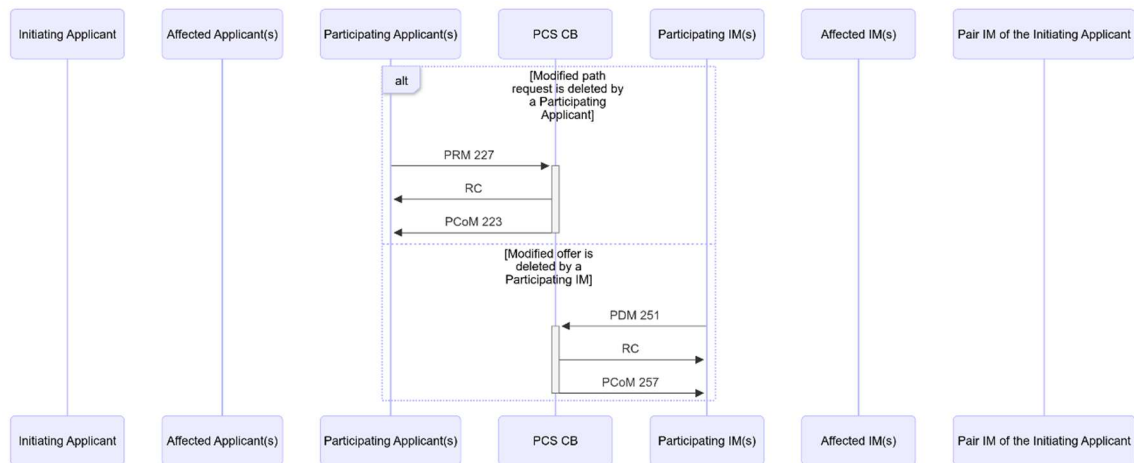 Initiating Applicant
Affected Applicant(s)
Participating Applicant(s)
PCS CB
Participating IM(s)
Affected IM(s)
Pair IM of the Initiating Applicant
alt
[Modified path
request is deleted by
a Participating
Applicant]
PRM 227
RC
PCoM 223
[Modified offer is
deleted by a
Participating IM]
PDM 251
RC
PCoM 257
Initiating Applicant
Affected Applicant(s)
Participating Applicant(s)
PCS CB
Participating IM(s)
Affected IM(s)
Pair IM of the Initiating Applicant